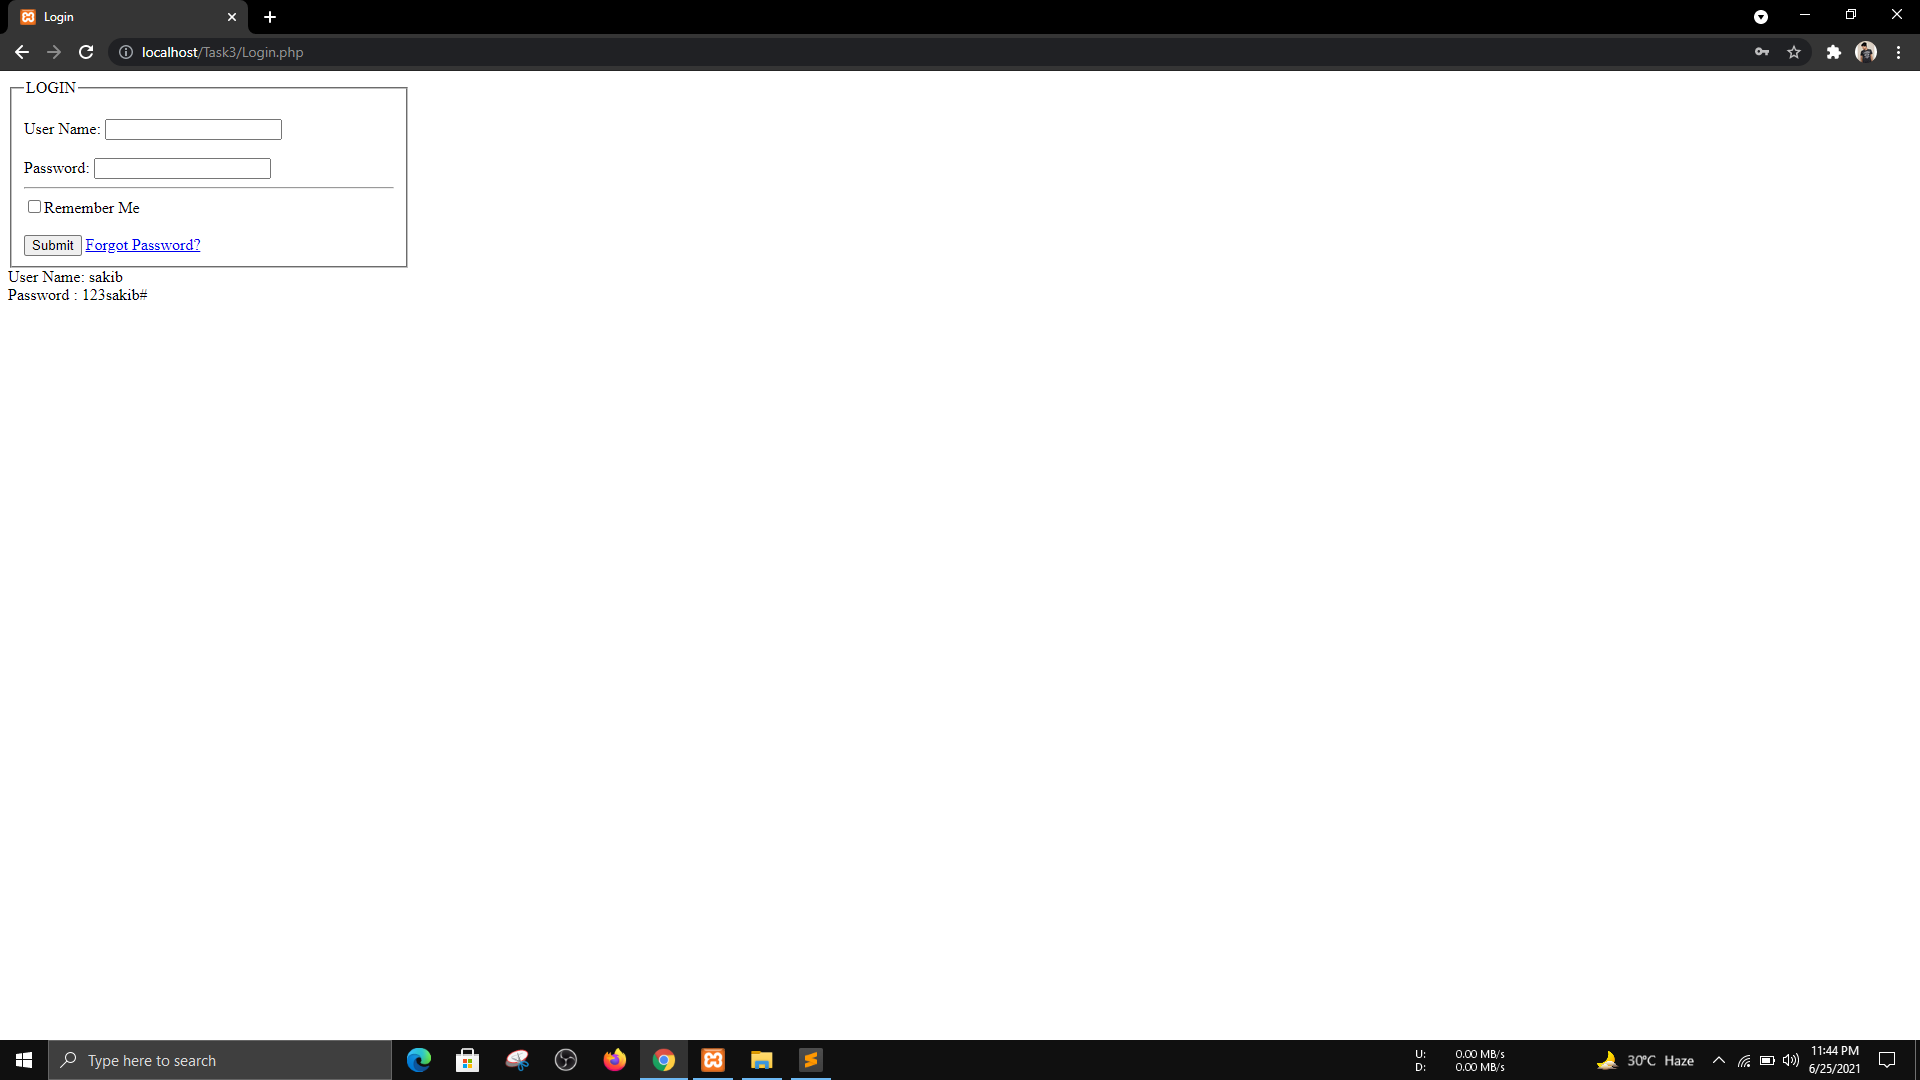 Login
localhost/Task3/Login.php
LOGIN
User Name:
Password:
Remember Me
Submit Forgot Password?
User Name: sakib
Password : 123sakib#
Type here to search
U: 0.00 MB/s
D: 0.00 MB/s
30°C Haze
11:44 PM
6/25/2021